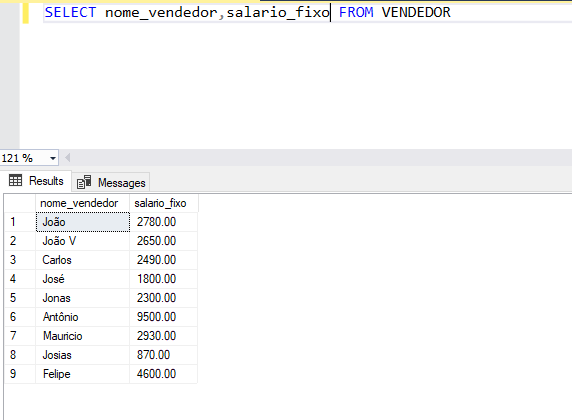 SELECT nome_vendedor,salario_fixo FROM VENDEDOR
121 %
Results Messages
nome_vendedor salario_fixo
1 João 2780.00
2 João V 2650.00
3 Carlos 2490.00
4 José 1800.00
5 Jonas 2300.00
6 Antônio 9500.00
7 Mauricio 2930.00
8 Josias 870.00
9 Felipe 4600.00